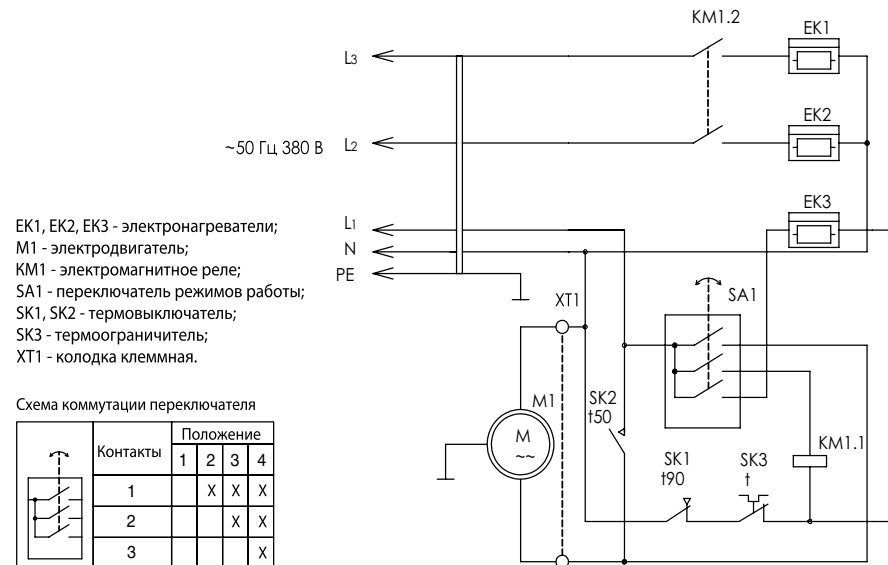 KM1.2
EK1
L3
EK2
~50 Гц 380 В L2
EK3
L1
N
PE
EK1, EK2, EK3 - электронагреватели;
M1 - электродвигатель;
KM1 - электромагнитное реле;
SA1 - переключатель режимов работы;
SK1, SK2 - термовыключатель;
SK3 - термоограничитель;
XT1 - колодка клеммная.
XT1
SA1
M1
M
~~
SK2
t50
SK1
t90
SK3
t
KM1.1
Схема коммутации переключателя
Контакты Положение
1 2 3 4
1 X X X
2 X X
3 X